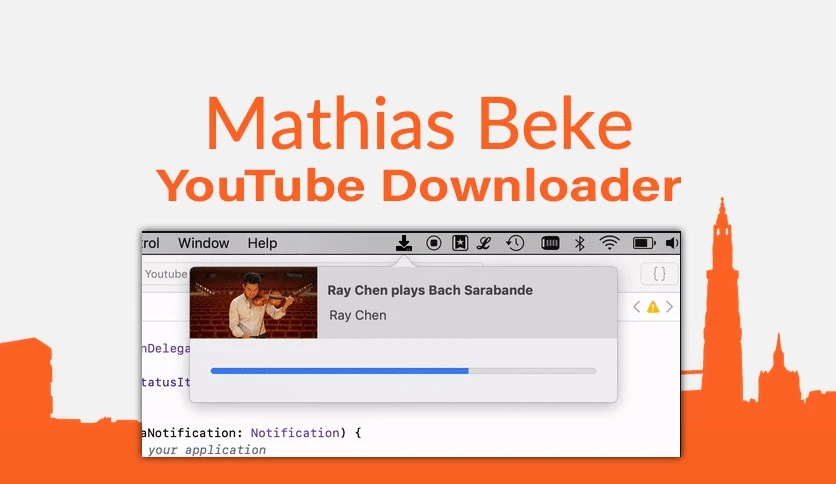 Mathias Beke
YouTube Downloader
trol Window Help
Youtube
{}
Ray Chen plays Bach Sarabande
Ray Chen
nDelega
tatusIt
aNotification: Notification) {
your application